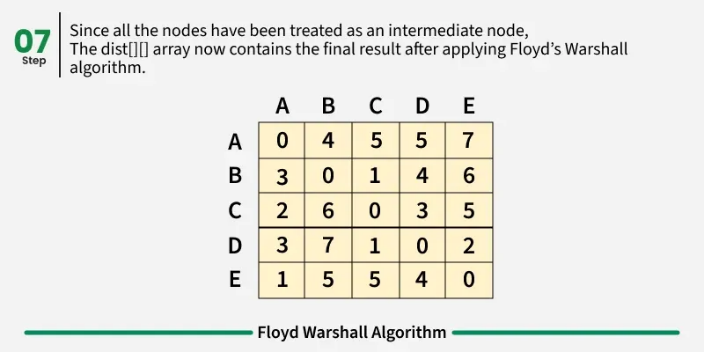 07
Step
Since all the nodes have been treated as an intermediate node,
The dist[][] array now contains the final result after applying Floyd's Warshall
algorithm.
A B C D E
A 0 4 5 5 7
B 3 0 1 4 6
C 2 6 0 3 5
D 3 7 1 0 2
E 1 5 5 4 0
Floyd Warshall Algorithm